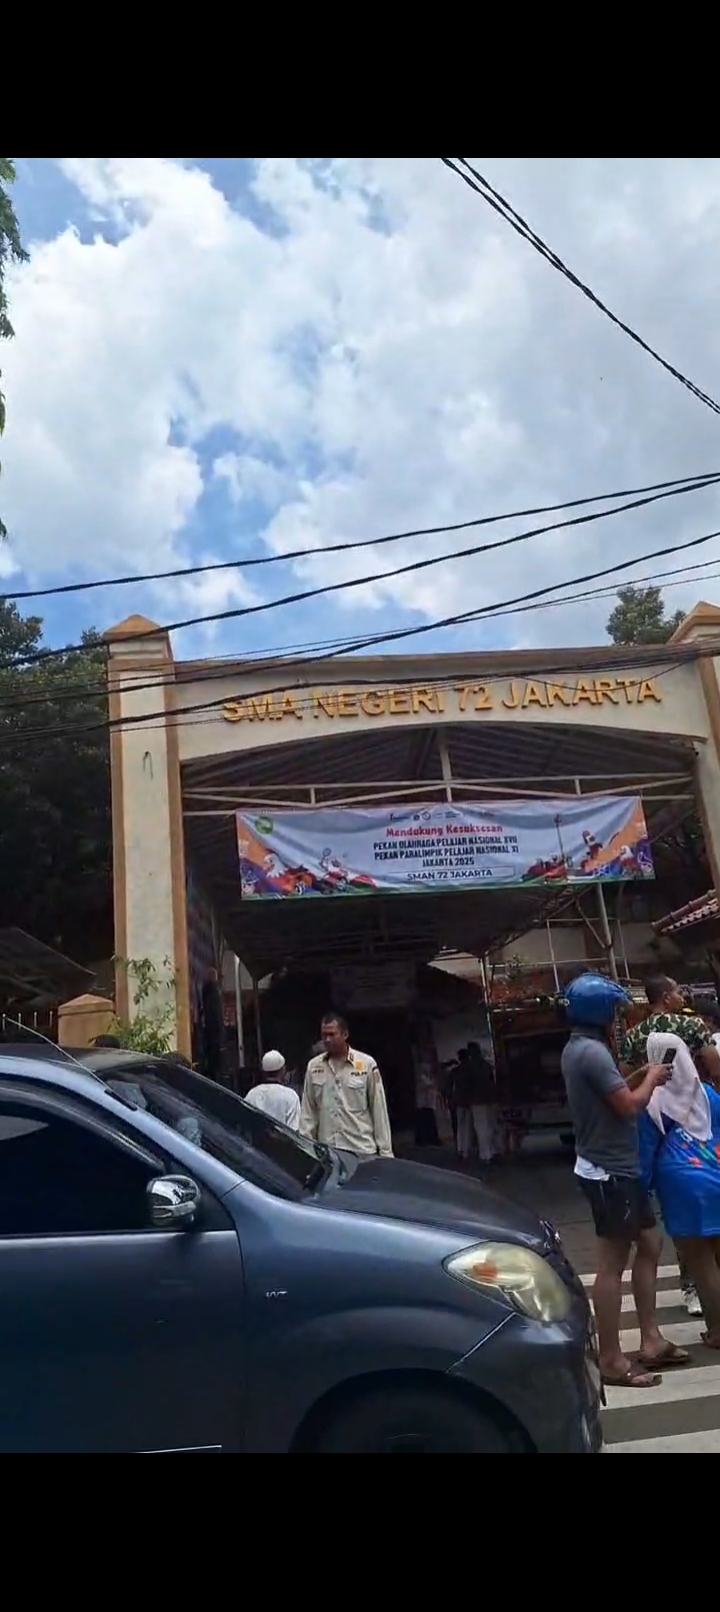 SMA NEGERI 72 JAKARTA
Mendukung Kesuksesan
PEKAN OLAHRAGA PELAJAR NASIONAL XVII
PEKAN PARALIMPIK PELAJAR NASIONAL XI
JAKARTA 2025
SMAN 72 JAKARTA